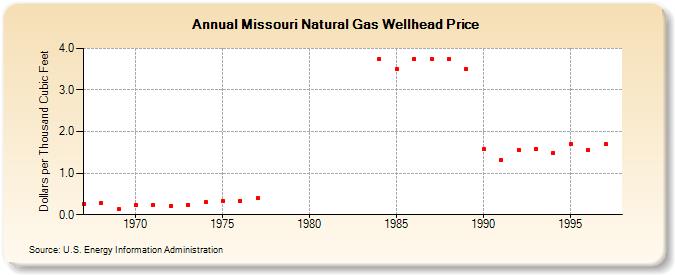 Annual Missouri Natural Gas Wellhead Price
Dollars per Thousand Cubic Feet
4.0
3.0
2.0
1.0
0.0
1970 1975 1980 1985 1990 1995
Source: U.S. Energy Information Administration